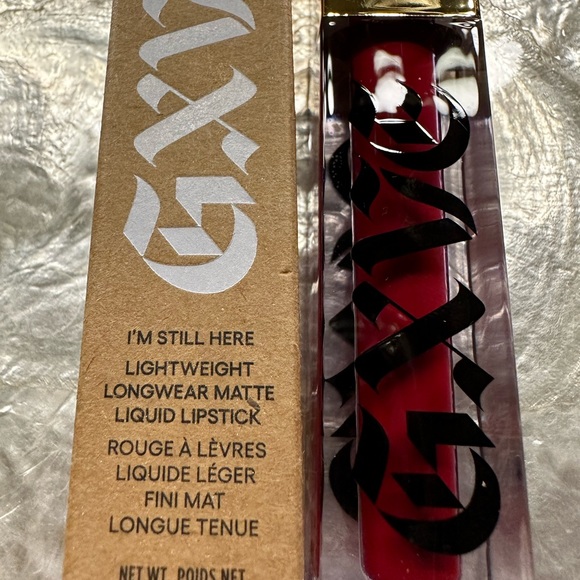 GXV
I'M STILL HERE
LIGHTWEIGHT
LONGWEAR MATTE
LIQUID LIPSTICK
ROUGE À LÈVRES
LIQUIDE LÉGER
FINI MAT
LONGUE TENUE
NET WT. POIDS NET
GXVE